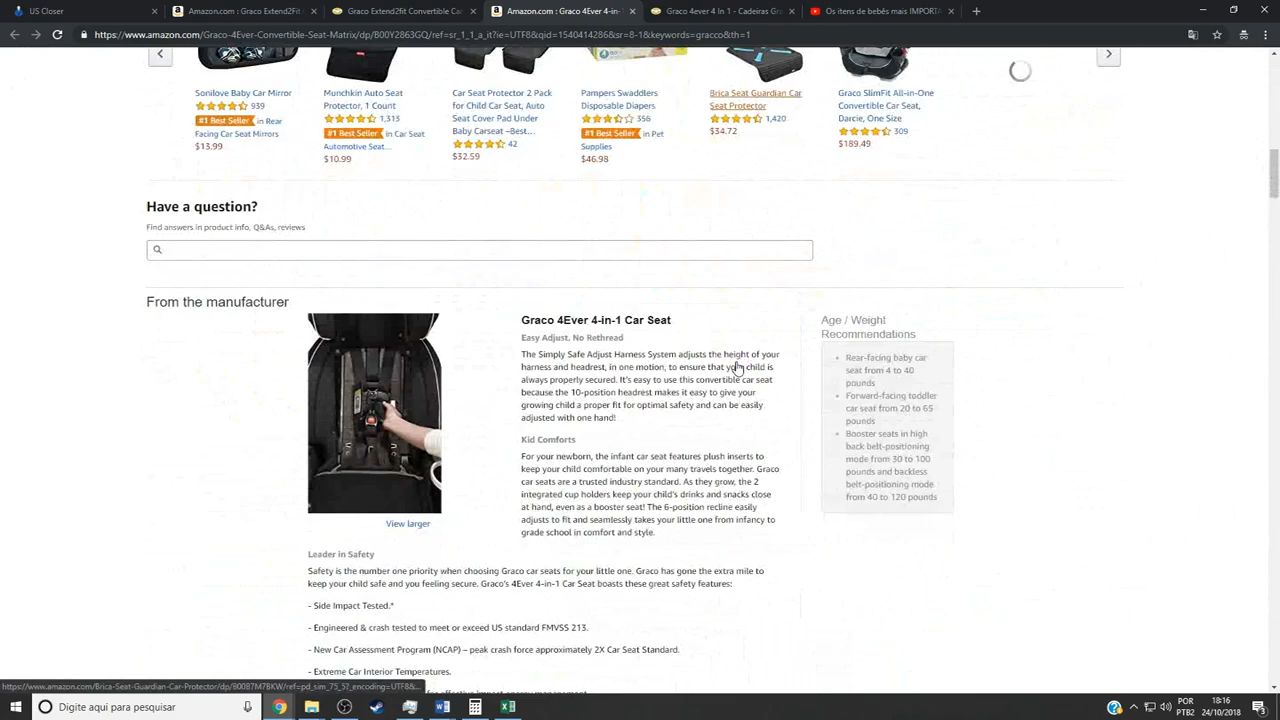 US Closer
Amazon.com : Graco Extend2Fit
Graco Extend2Fit Convertible Car
Amazon.com : Graco 4Ever 4-in-1
Graco 4ever 4 In 1 - Cadeiras Gr
Os itens de bebês mais IMPORTA
https://www.amazon.com/Graco-4Ever-Convertible-Seat-Matrix/dp/B00Y2863GQ/ref=sr_1_1_a_it?ie=UTF8&qid=1540414286&sr=8-1&keywords=gracco&th=1
Sonilove Baby Car Mirror
939
#1 Best Seller in Rear
Facing Car Seat Mirrors
$13.99
Munchkin Auto Seat
Protector, 1 Count
1,313
#1 Best Seller in Car Seat
Automotive Seat...
$10.99
Car Seat Protector 2 Pack
for Child Car Seat, Auto
Seat Cover Pad Under
Baby Carseat –Best...
42
$32.59
Pampers Swaddlers
Disposable Diapers
356
#1 Best Seller in Pet
Supplies
$46.98
Brica Seat Guardian Car
Seat Protector
1,420
$34.72
Graco SlimFit All-in-One
Convertible Car Seat,
Darcie, One Size
309
$189.49
Have a question?
Find answers in product info, Q&As, reviews
From the manufacturer
View larger
Graco 4Ever 4-in-1 Car Seat
Easy Adjust, No Rethread
The Simply Safe Adjust Harness System adjusts the height of your
harness and headrest, in one motion, to ensure that your child is
always properly secured. It's easy to use this convertible car seat
because the 10-position headrest makes it easy to give your
growing child a proper fit for optimal safety and can be easily
adjusted with one hand!
Kid Comforts
For your newborn, the infant car seat features plush inserts to
keep your child comfortable on your many travels together. Graco
car seats are a trusted industry standard. As they grow, the 2
integrated cup holders keep your child's drinks and snacks close
at hand, even as a booster seat! The 6-position recline easily
adjusts to fit and seamlessly takes your little one from infancy to
grade school in comfort and style.
Age / Weight
Recommendations
Rear-facing baby car
seat from 4 to 40
pounds
Forward-facing toddler
car seat from 20 to 65
pounds
Booster seats in high
back belt-positioning
mode from 30 to 100
pounds and backless
belt-positioning mode
from 40 to 120 pounds
Leader in Safety
Safety is the number one priority when choosing Graco car seats for your little one. Graco has gone the extra mile to
keep your child safe and you feeling secure. Graco's 4Ever 4-in-1 Car Seat boasts these great safety features:
- Side Impact Tested.*
- Engineered & crash tested to meet or exceed US standard FMVSS 213.
- New Car Assessment Program (NCAP) – peak crash force approximately 2X Car Seat Standard.
- Extreme Car Interior Temperatures.
for effective impact energy management
https://www.amazon.com/Brica-Seat-Guardian-Car-Protector/dp/B00B7M7BKW/ref=pd_sim_75_5?_encoding=UTF8&...
Digite aqui para pesquisar
POR
PTB2
18:16
24/10/2018